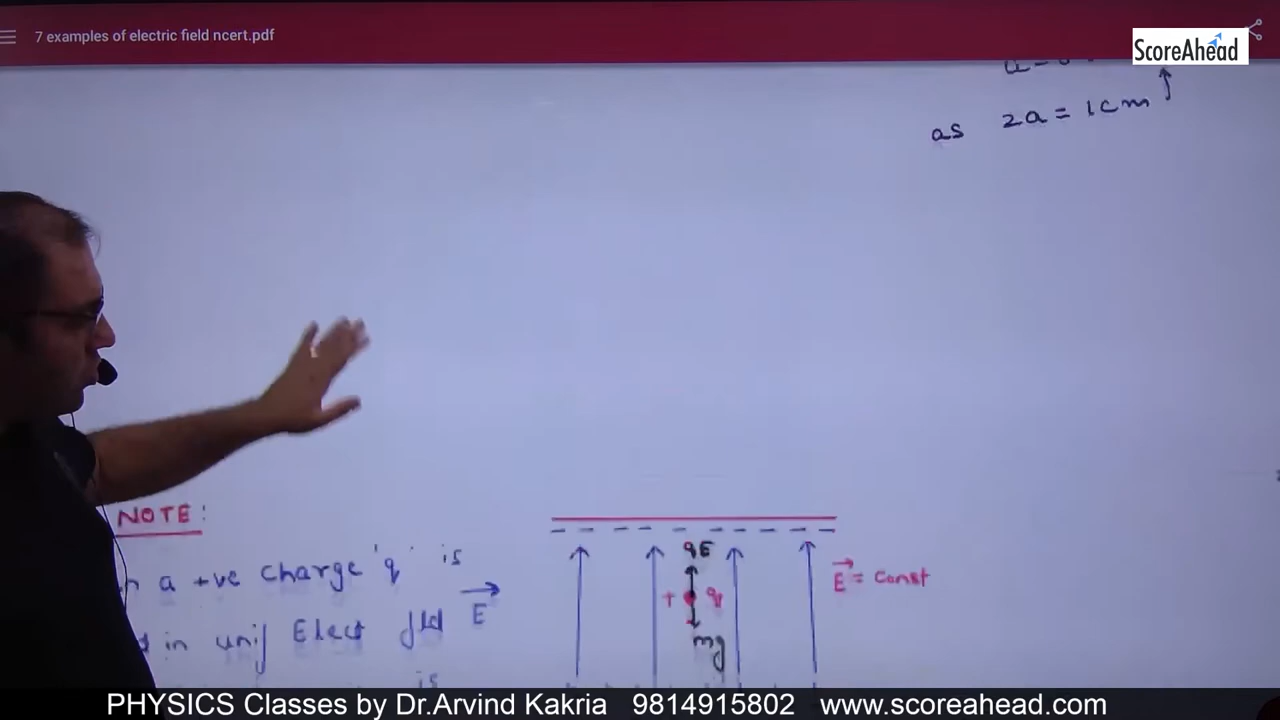 7 examples of electric field ncert.pdf
ScoreAhead
as 2a = 1cm
NOTE:
a +ve charge 'q' is
in unif Elect fld E
is
qE
+ q
mg
E = Const
PHYSICS Classes by Dr.Arvind Kakria 9814915802 www.scoreahead.com